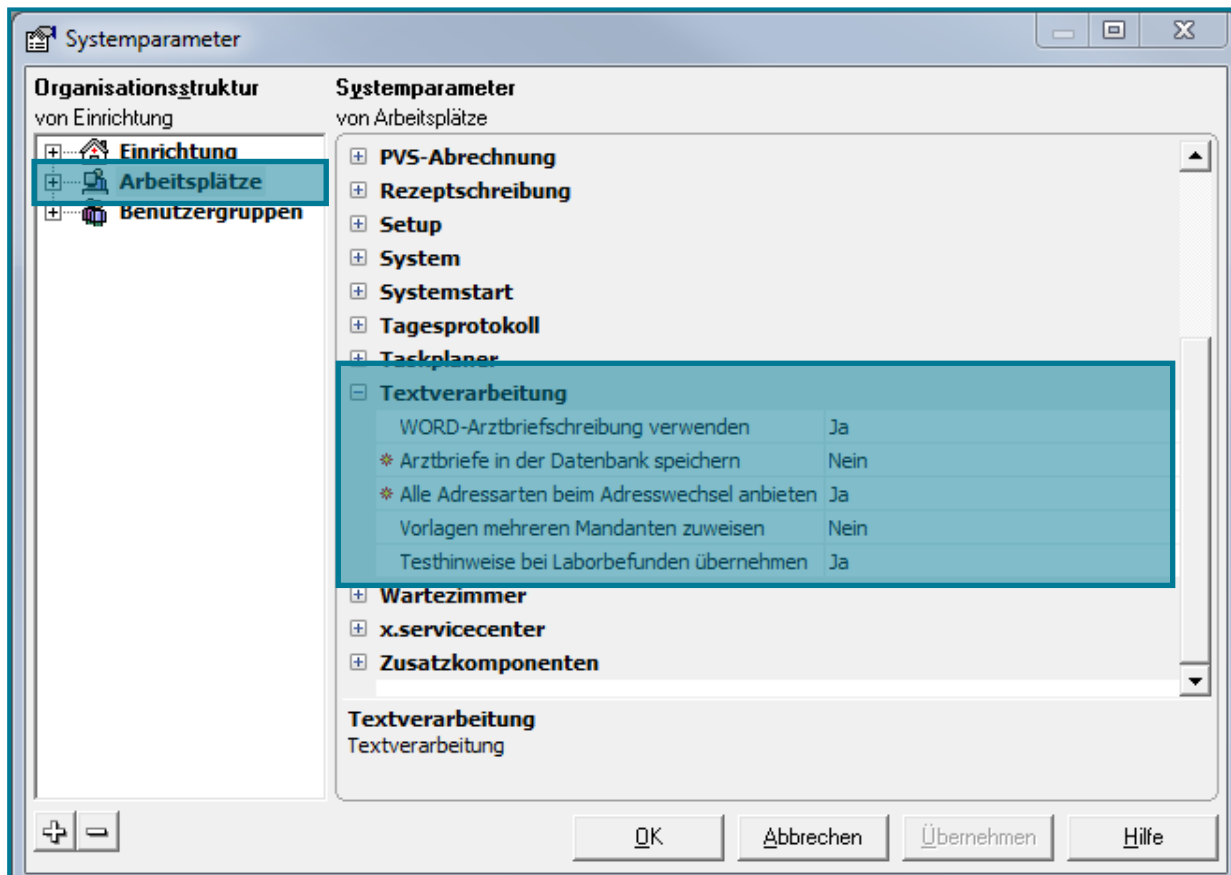 Systemparameter
Organisationsstruktur
von Einrichtung
Einrichtung
Arbeitsplätze
Benutzergruppen
Systemparameter
von Arbeitsplätze
PVS-Abrechnung
Rezeptschreibung
Setup
System
Systemstart
Tagesprotokoll
Taskplaner
Textverarbeitung
WORD-Arztbriefschreibung verwenden Ja
Arztbriefe in der Datenbank speichern Nein
Alle Adressarten beim Adresswechsel anbieten Ja
Vorlagen mehreren Mandanten zuweisen Nein
Testhinweise bei Laborbefunden übernehmen Ja
Wartezimmer
x.servicecenter
Zusatzkomponenten
Textverarbeitung
Textverarbeitung
OK Abbrechen Übernehmen Hilfe